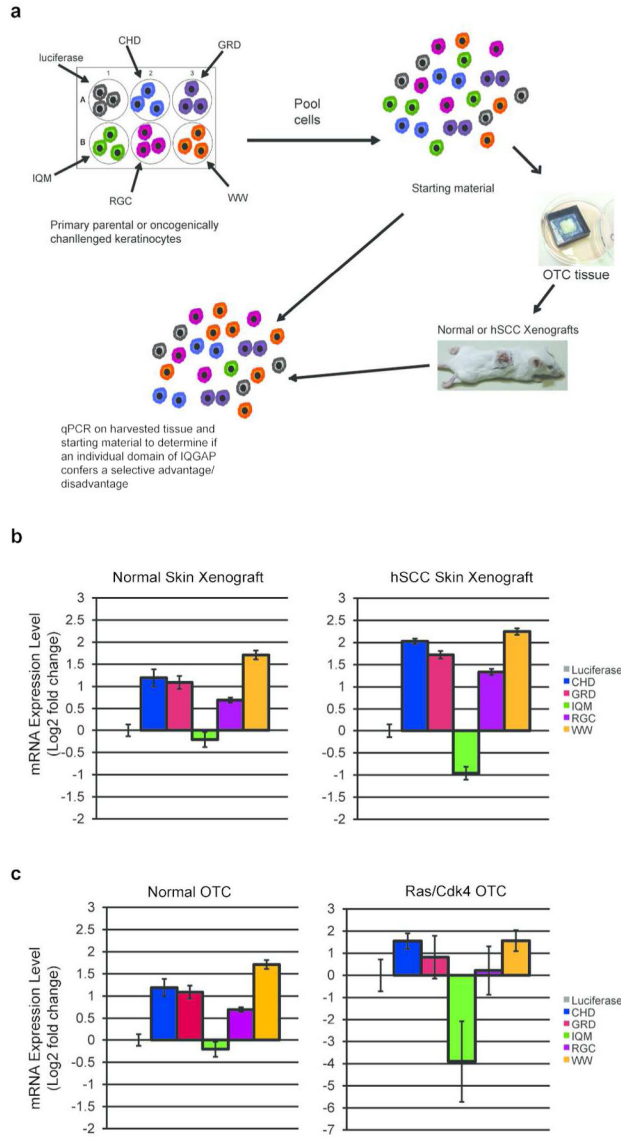 a
luciferase
CHD
GRD
1 2 3
A
B
IQM
RGC
WW
Primary parental or oncogenically
chanllenged keratinocytes
Pool
cells
Starting material
OTC tissue
Normal or hSCC Xenografts
qPCR on harvested tissue and
starting material to determine if
an individual domain of IQGAP
confers a selective advantage/
disadvantage
b
Normal Skin Xenograft
mRNA Expression Level
(Log2 fold change)
3
2.5
2
1.5
1
0.5
0
-0.5
-1
-1.5
-2
hSCC Skin Xenograft
3
2.5
2
1.5
1
0.5
0
-0.5
-1
-1.5
-2
Luciferase
CHD
GRD
IQM
RGC
WW
c
Normal OTC
mRNA Expression Level
(Log2 fold change)
3
2.5
2
1.5
1
0.5
0
-0.5
-1
-1.5
-2
Ras/Cdk4 OTC
3
2
1
0
-1
-2
-3
-4
-5
-6
-7
Luciferase
CHD
GRD
IQM
RGC
WW